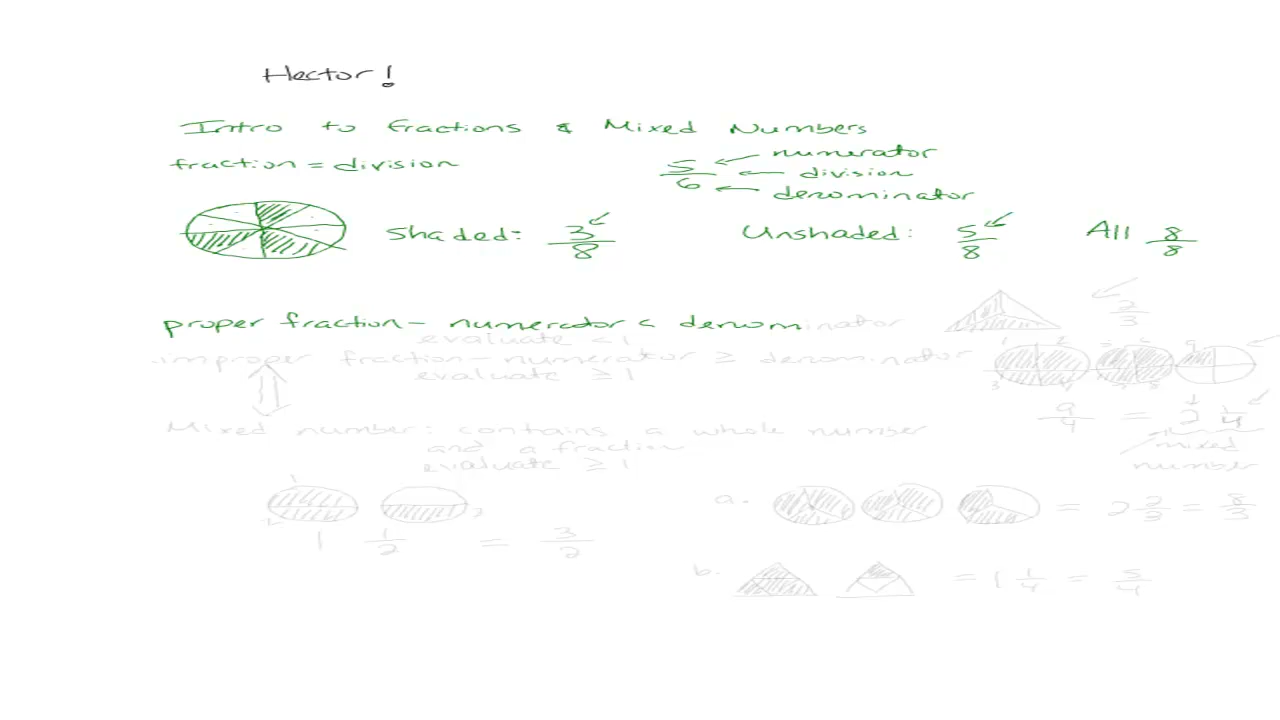 Hector!
Intro to Fractions & Mixed Numbers
fraction = division
5/6 ← numerator
← division
← denominator
Shaded: 3/8 Unshaded: 5/8 All 8/8
proper fraction - numerator < denominator
evaluate < 1
2/3
improper fraction - numerator ≥ denominator
evaluate ≥ 1
9/4 = 2 1/4
mixed
number
Mixed number: contains a whole number
and a fraction
evaluate ≥ 1
1 1/2 = 3/2
a. = 2 2/3 = 8/3
b. = 1 1/4 = 5/4